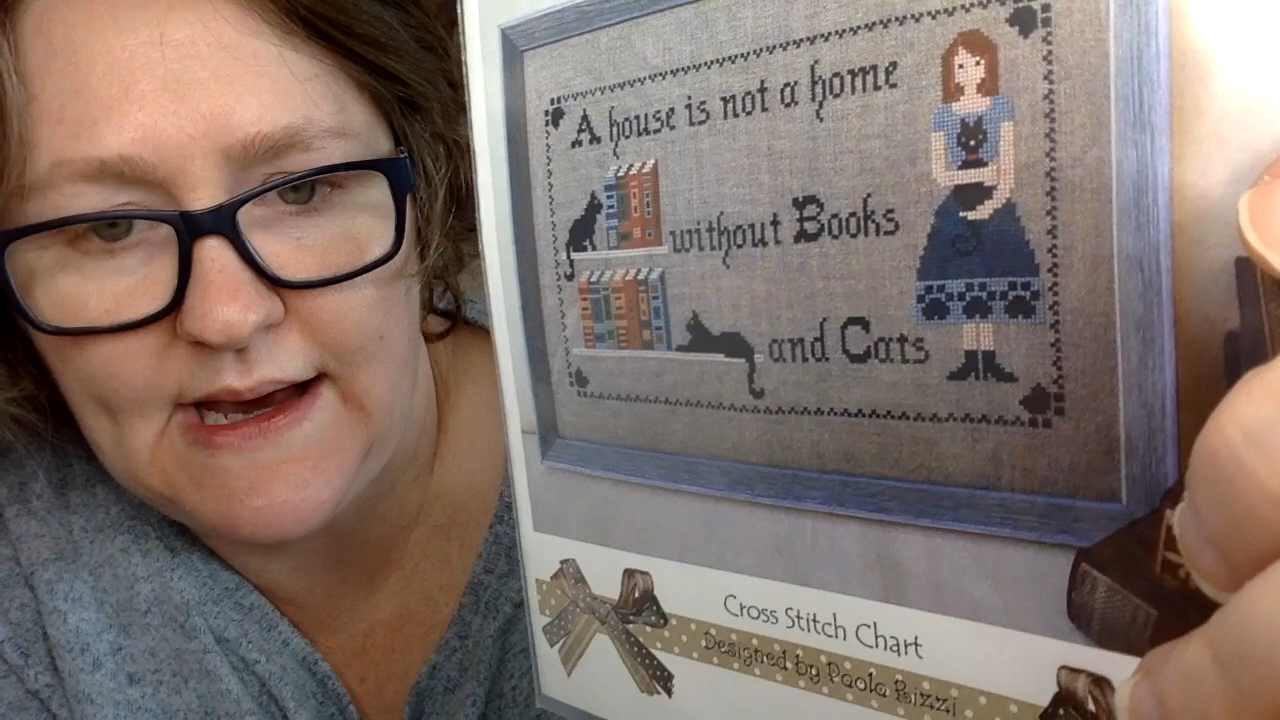 A house is not a home
without Books
and Cats
Cross Stitch Chart
Designed by Paola Rizzi